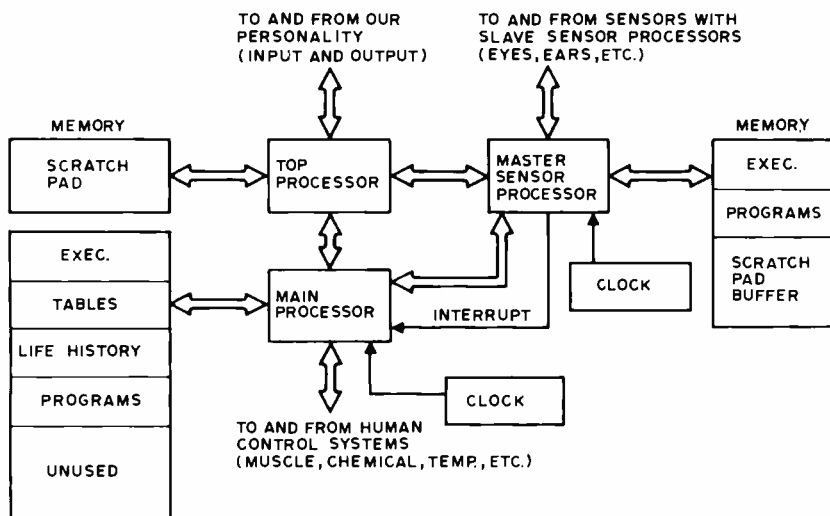 TO AND FROM OUR
PERSONALITY
(INPUT AND OUTPUT)
TO AND FROM SENSORS WITH
SLAVE SENSOR PROCESSORS
(EYES, EARS, ETC.)
MEMORY
SCRATCH
PAD
TOP
PROCESSOR
MASTER
SENSOR
PROCESSOR
MEMORY
EXEC.
PROGRAMS
SCRATCH
PAD
BUFFER
EXEC.
TABLES
LIFE HISTORY
PROGRAMS
UNUSED
MAIN
PROCESSOR
INTERRUPT
CLOCK
CLOCK
TO AND FROM HUMAN
CONTROL SYSTEMS
(MUSCLE, CHEMICAL, TEMP., ETC.)